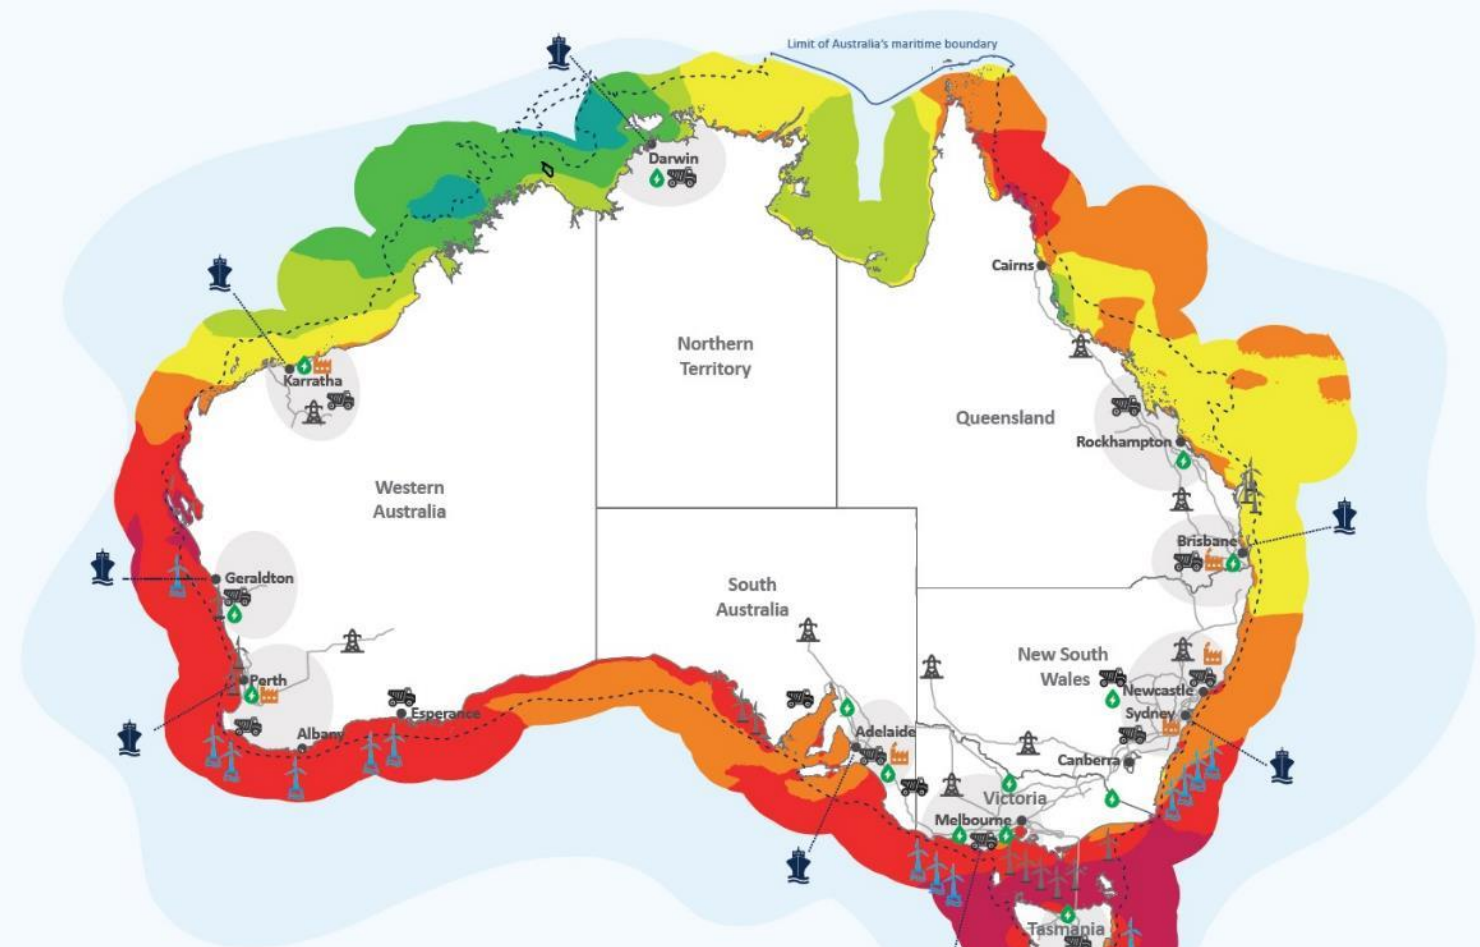 Limit of Australia's maritime boundary
Darwin
Cairns
Northern
Territory
Karratha
Queensland
Rockhampton
Western
Australia
Brisbane
Geraldton
South
Australia
New South
Wales
Perth
Newcastle
Esperance
Sydney
Albany
Adelaide
Canberra
Victoria
Melbourne
Tasmania